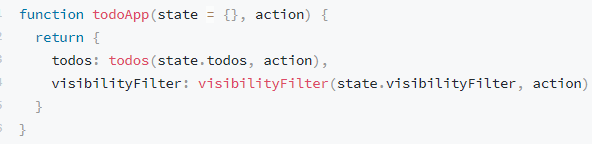 function todoApp(state = {}, action) {
  return {
    todos: todos(state.todos, action),
    visibilityFilter: visibilityFilter(state.visibilityFilter, action)
  }
}